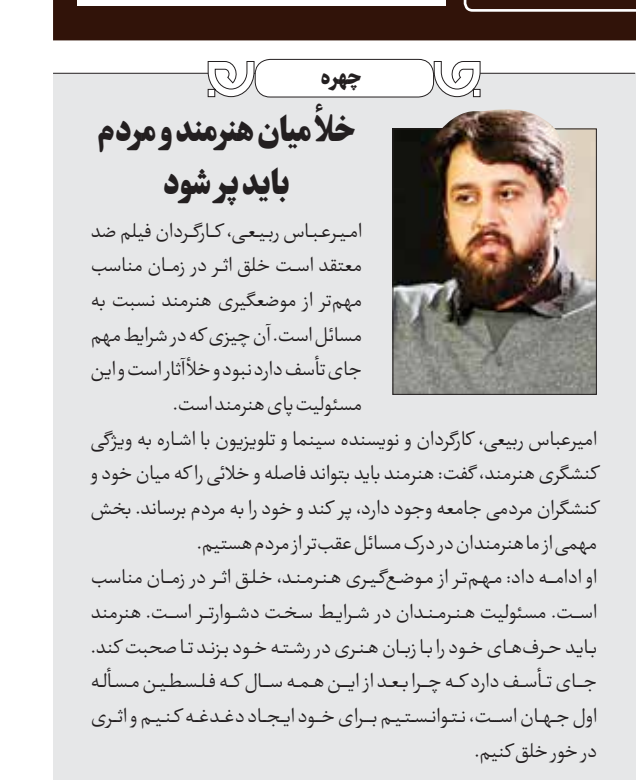 چهره
خلأ میان هنرمند و مردم
باید پر شود
امیرعباس ربیعی، کارگردان فیلم ضد
معتقد است خلق اثر در زمان مناسب
مهم‌تر از موضعگیری هنرمند نسبت به
مسائل است. آن چیزی که در شرایط مهم
جای تأسف دارد نبود و خلأ آثار است و این
مسئولیت پای هنرمند است.
امیرعباس ربیعی، کارگردان و نویسنده سینما و تلویزیون با اشاره به ویژگی
کنشگری هنرمند، گفت: هنرمند باید بتواند فاصله و خلائی را که میان خود و
کنشگران مردمی جامعه وجود دارد، پر کند و خود را به مردم برساند. بخش
مهمی از ما هنرمندان در درک مسائل عقب‌تر از مردم هستیم.
او ادامه داد: مهم‌تر از موضع‌گیری هنرمند، خلق اثر در زمان مناسب
است. مسئولیت هنرمندان در شرایط سخت دشوارتر است. هنرمند
باید حرف‌های خود را با زبان هنری در رشته خود بزند تا صحبت کند.
جای تأسف دارد که چرا بعد از این همه سال که فلسطین مسأله
اول جهان است، نتوانستیم برای خود ایجاد دغدغه کنیم و اثری
در خور خلق کنیم.